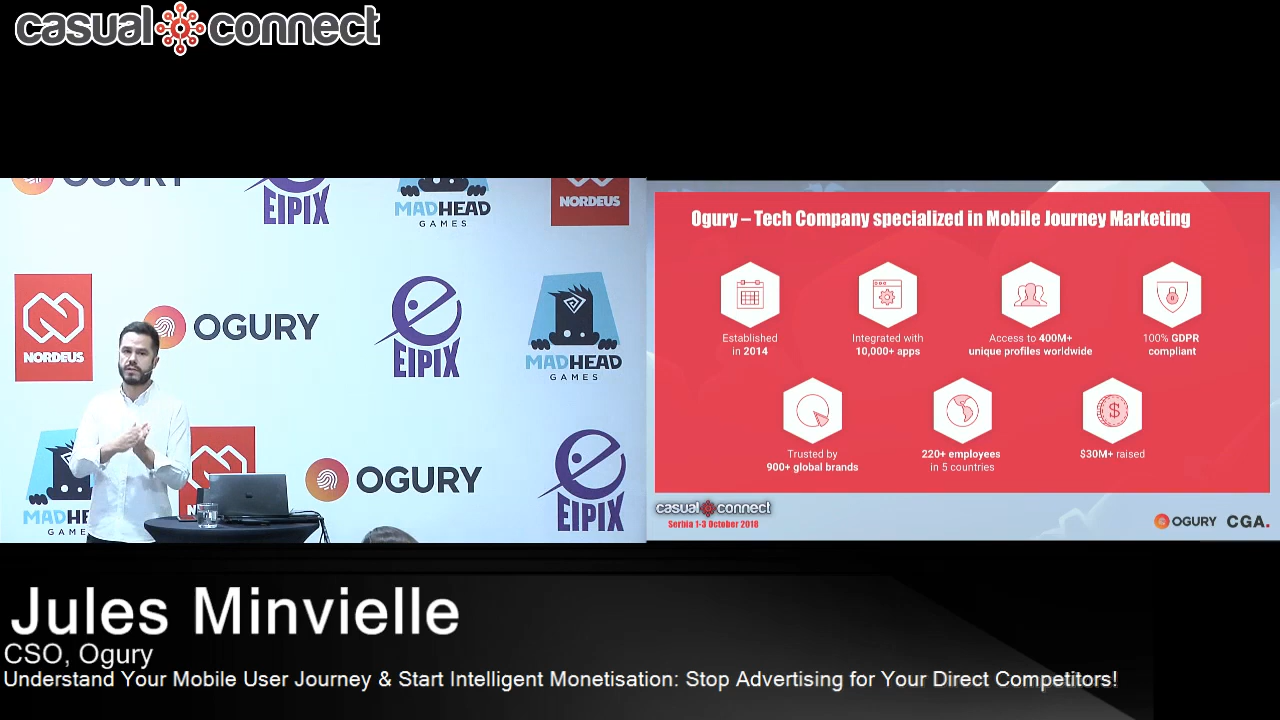 casual connect
OGURY
EIPIX
MADHEAD
GAMES
NORDEUS
NORDEUS
OGURY
EIPIX
MADHEAD
GAMES
MADHE
GAME
OGURY
EIPIX
Ogury – Tech Company specialized in Mobile Journey Marketing
Established
in 2014
Integrated with
10,000+ apps
Access to 400M+
unique profiles worldwide
100% GDPR
compliant
Trusted by
900+ global brands
220+ employees
in 5 countries
$30M+ raised
casual connect
Serbia 1-3 October 2018
OGURY CGA.
Jules Minvielle
CSO, Ogury
Understand Your Mobile User Journey & Start Intelligent Monetisation: Stop Advertising for Your Direct Competitors!